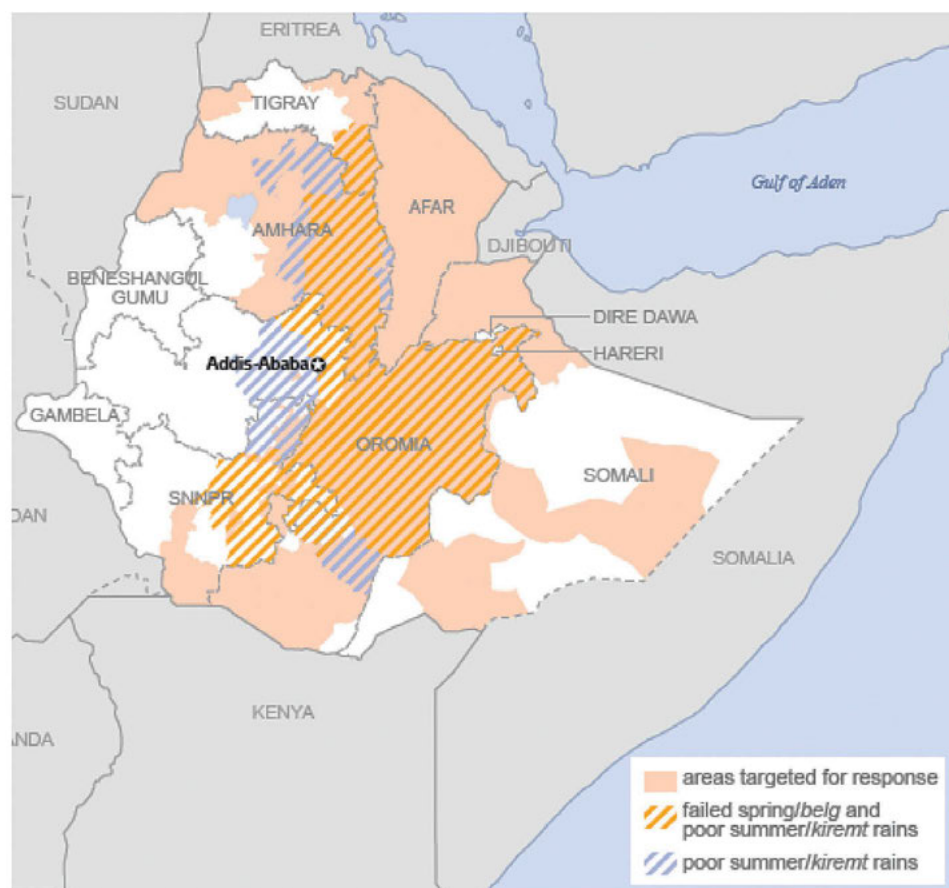 ERITREA
SUDAN
TIGRAY
Gulf of Aden
AFAR
AMHARA
DJIBOUTI
BENESHANGUL
GUMU
DIRE DAWA
HARERI
Addis-Ababa
GAMBELA
OROMIA
SOMALI
SNNPR
DAN
SOMALIA
KENYA
ANDA
areas targeted for response
failed spring/belg and
poor summer/kiremt rains
poor summer/kiremt rains